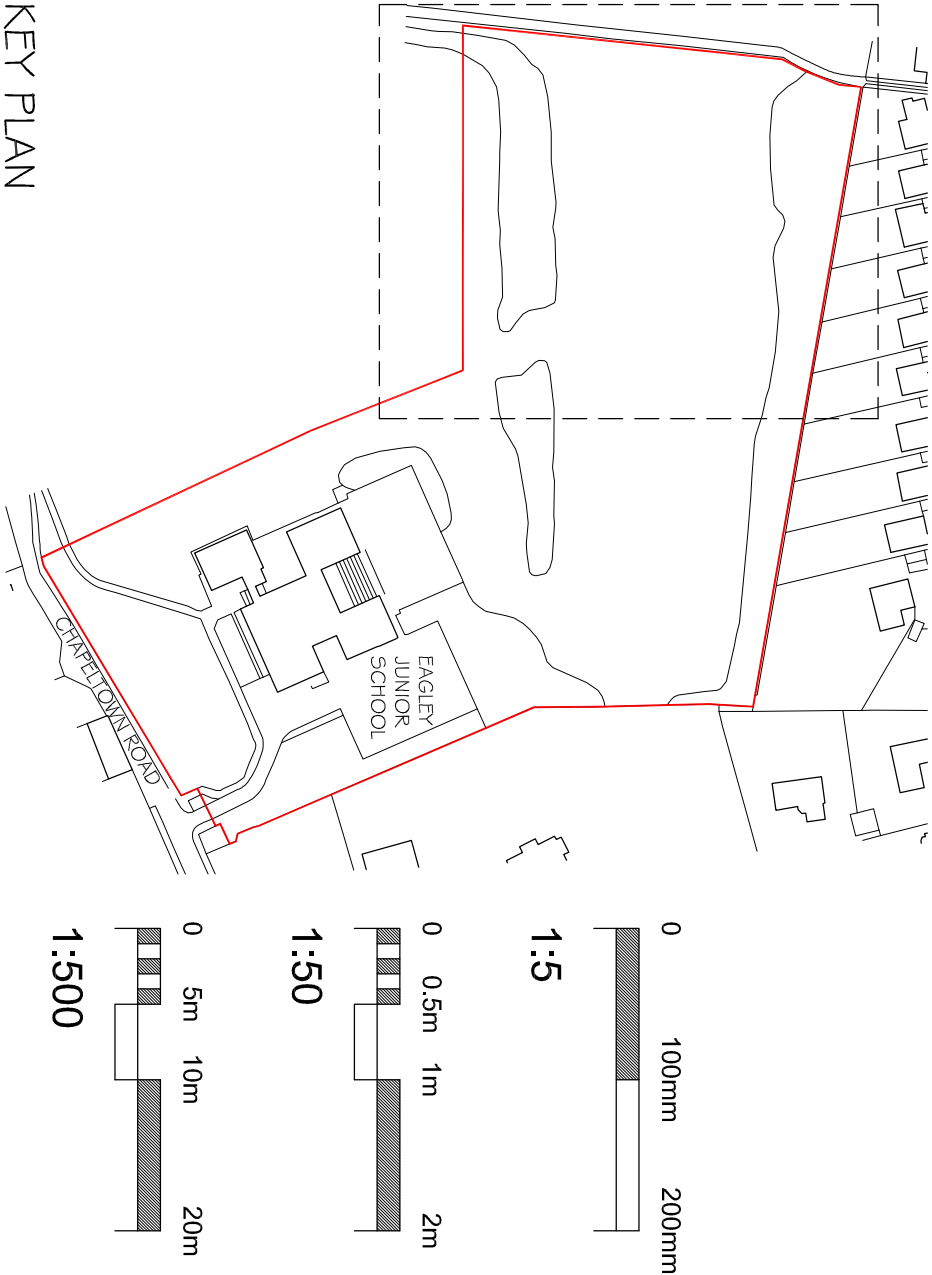 KEY PLAN
EAGLEY
JUNIOR
SCHOOL
CHAPELTOWN ROAD
0 100mm 200mm
1:5
0 0.5m 1m 2m
1:50
0 5m 10m 20m
1:500